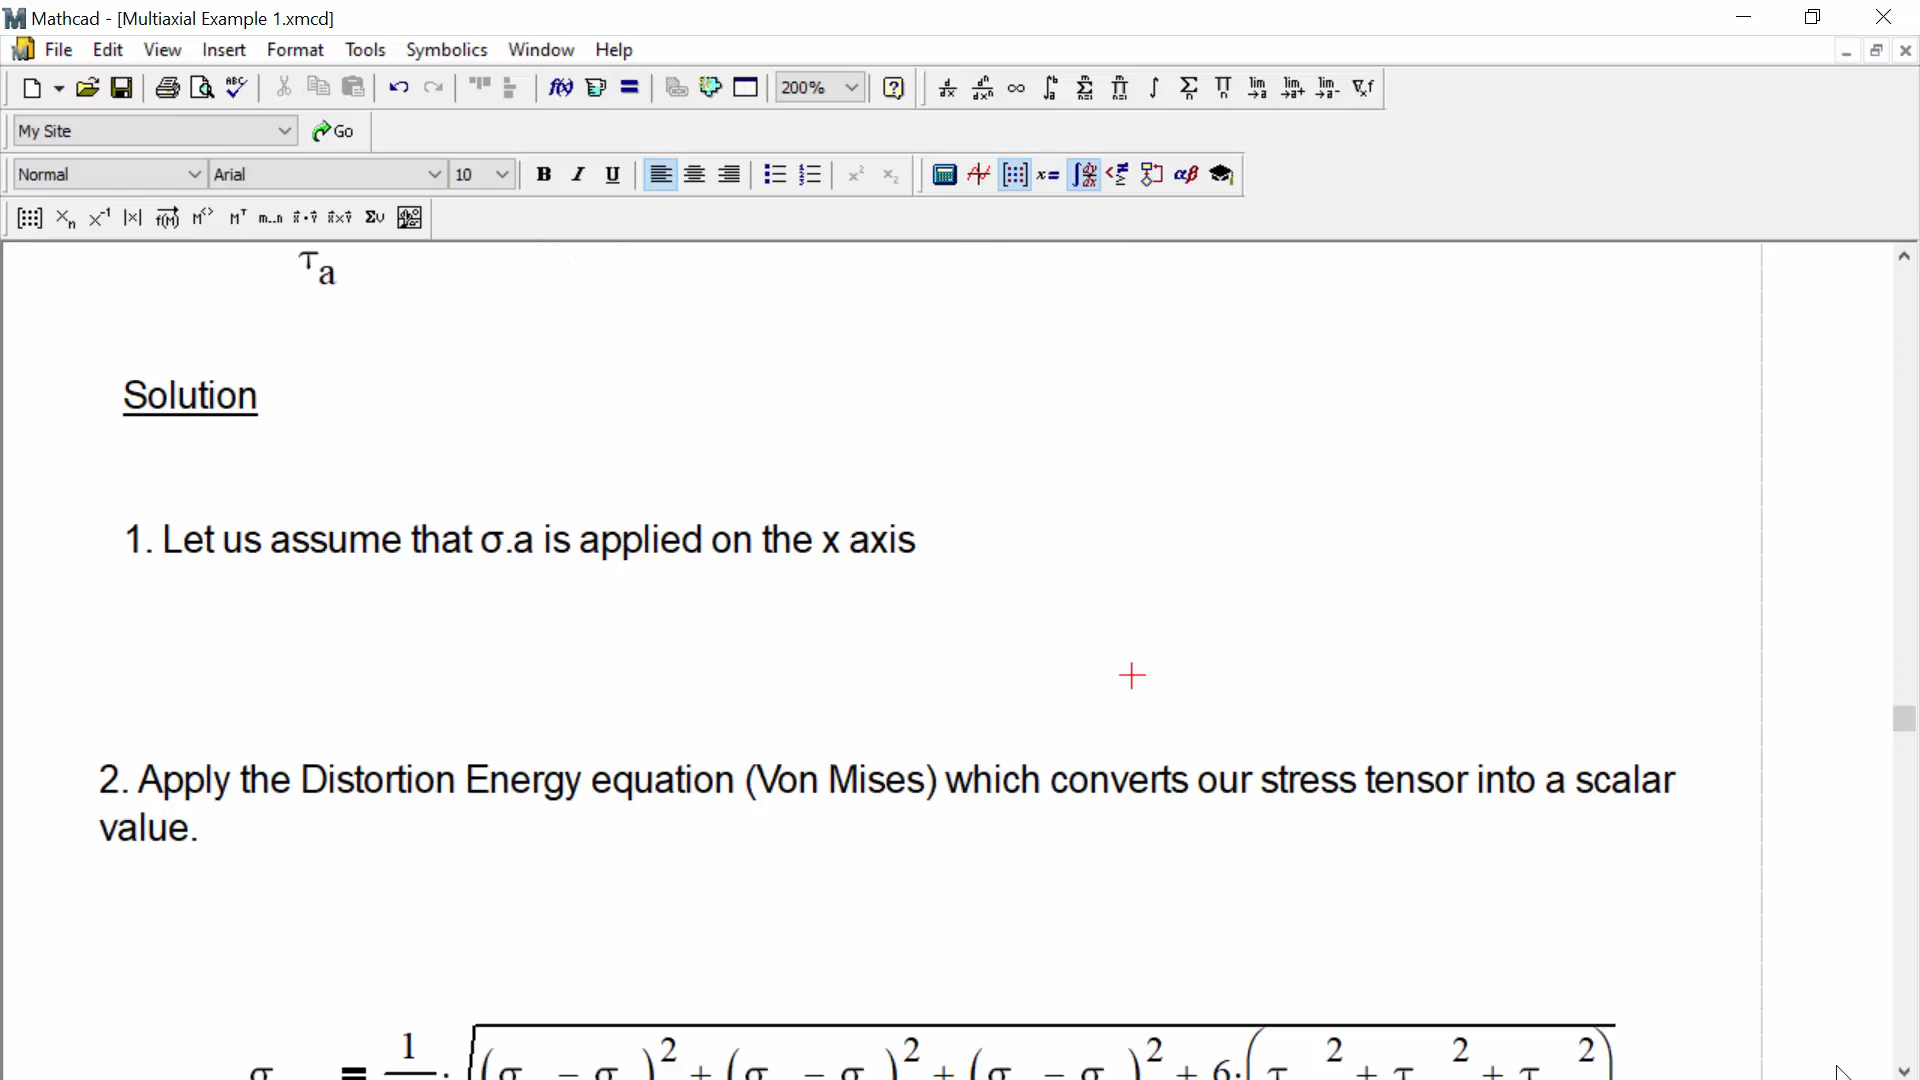 Mathcad - [Multiaxial Example 1.xmcd]
File Edit View Insert Format Tools Symbolics Window Help
200%
My Site Go
Normal Arial 10 B I U
τa
Solution
1. Let us assume that σ.a is applied on the x axis
2. Apply the Distortion Energy equation (Von Mises) which converts our stress tensor into a scalar
value.